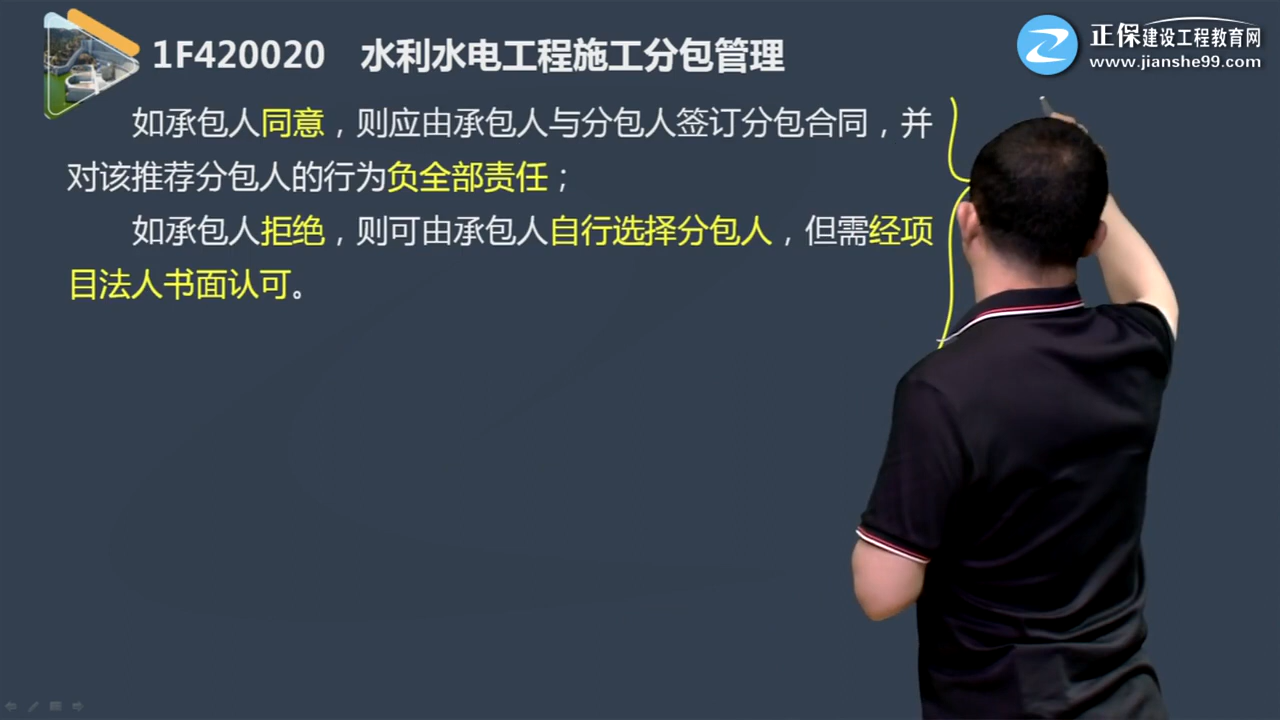 1F420020 水利水电工程施工分包管理
正保建设工程教育网
www.jianshe99.com
如承包人同意，则应由承包人与分包人签订分包合同，并
对该推荐分包人的行为负全部责任；
如承包人拒绝，则可由承包人自行选择分包人，但需经项
目法人书面认可。